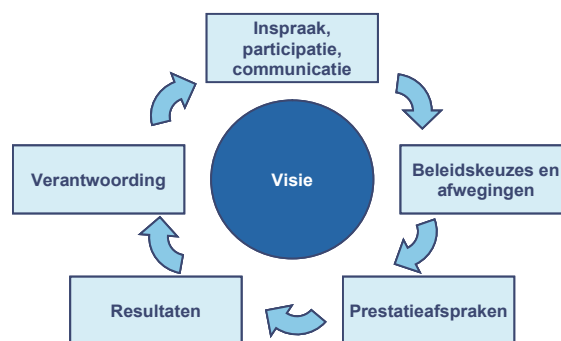 Inspraak,
participatie,
communicatie
Beleidskeuzes en
afwegingen
Prestatieafspraken
Resultaten
Verantwoording
Visie